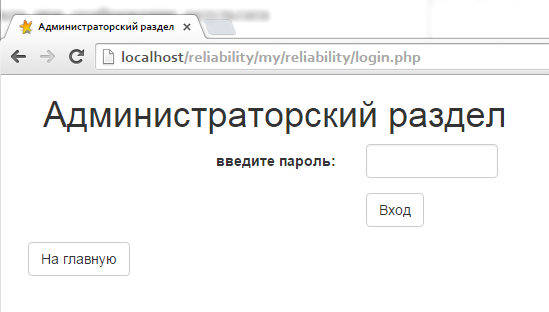 Администраторский раздел
localhost/reliability/my/reliability/login.php
Администраторский раздел
введите пароль:
Вход
На главную